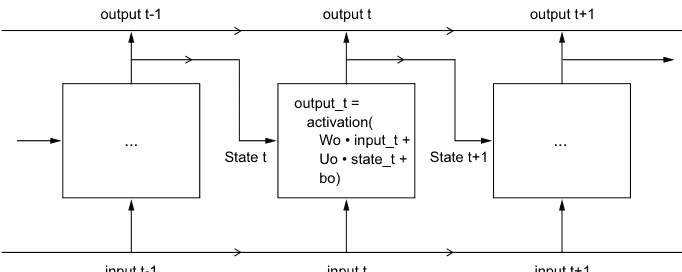 output t-1
output t
output t+1
output_t =
activation(
Wo • input_t +
Uo • state_t +
bo)
...
...
State t
State t+1
input t-1
input t
input t+1